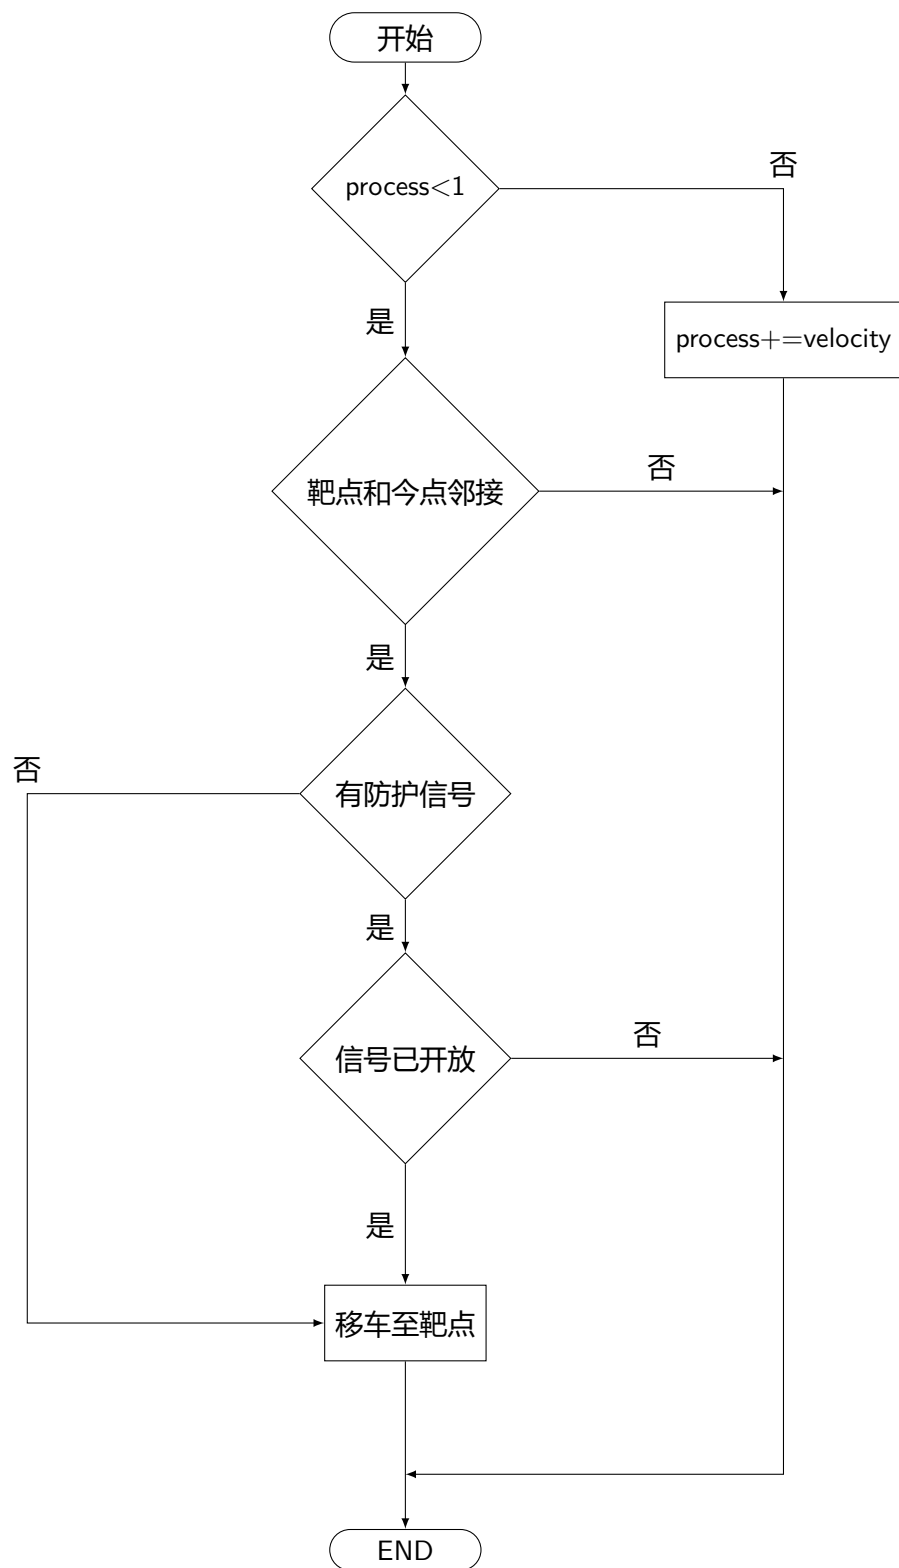 开始
process<1
否
是
process+=velocity
靶点和今点邻接
否
是
否
有防护信号
是
信号已开放
否
是
移车至靶点
END